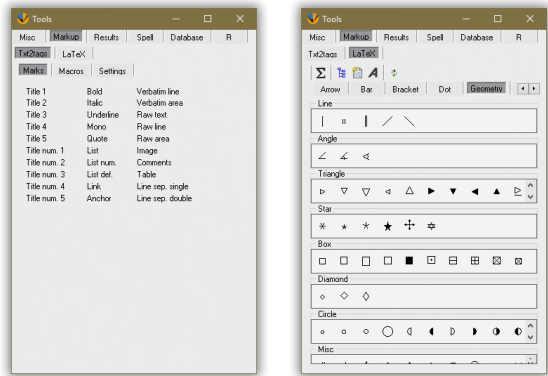 Tools
Misc Markup Results Spell Database R
Txt2tags LaTeX
Marks Macros Settings
Title 1 Bold Verbatim line
Title 2 Italic Verbatim area
Title 3 Underline Raw text
Title 4 Mono Raw line
Title 5 Quote Raw area
Title num. 1 List Image
Title num. 2 List num. Comments
Title num. 3 List def. Table
Title num. 4 Link Line sep. single
Title num. 5 Anchor Line sep. double
Tools
Misc Markup Results Spell Database R
Txt2tags LaTeX
Σ A
Arrow Bar Bracket Dot Geometry
Line
Angle
Triangle
Star
Box
Diamond
Circle
Misc